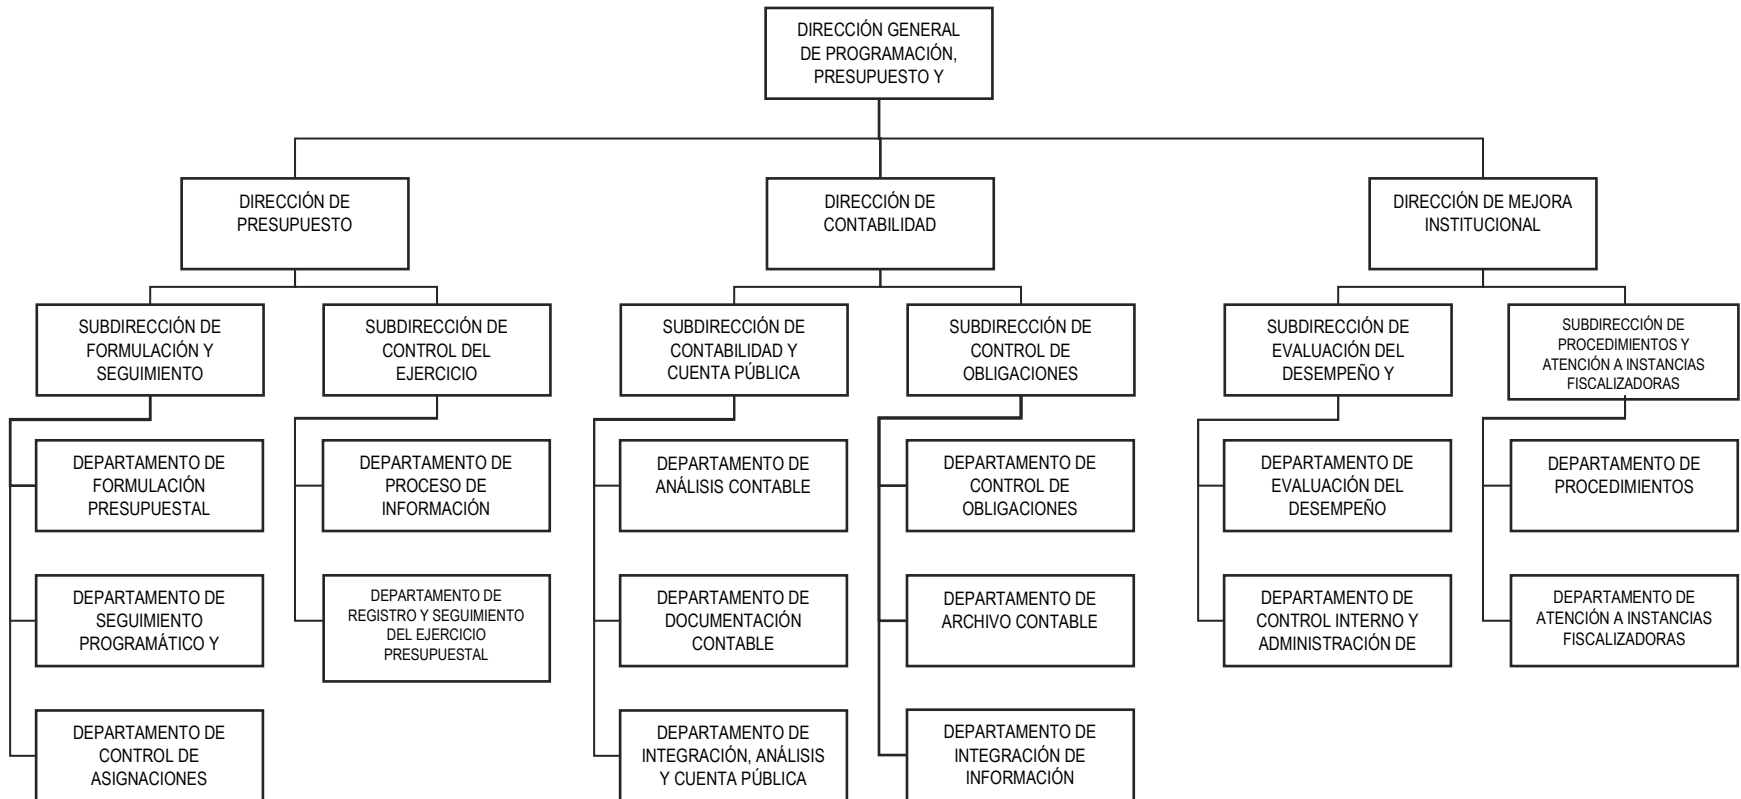 DIRECCIÓN GENERAL
DE PROGRAMACIÓN,
PRESUPUESTO Y
DIRECCIÓN DE
PRESUPUESTO
DIRECCIÓN DE
CONTABILIDAD
DIRECCIÓN DE MEJORA
INSTITUCIONAL
SUBDIRECCIÓN DE
FORMULACIÓN Y
SEGUIMIENTO
SUBDIRECCIÓN DE
CONTROL DEL
EJERCICIO
SUBDIRECCIÓN DE
CONTABILIDAD Y
CUENTA PÚBLICA
SUBDIRECCIÓN DE
CONTROL DE
OBLIGACIONES
SUBDIRECCIÓN DE
EVALUACIÓN DEL
DESEMPEÑO Y
SUBDIRECCIÓN DE
PROCEDIMIENTOS Y
ATENCIÓN A INSTANCIAS
FISCALIZADORAS
DEPARTAMENTO DE
FORMULACIÓN
PRESUPUESTAL
DEPARTAMENTO DE
PROCESO DE
INFORMACIÓN
DEPARTAMENTO DE
ANÁLISIS CONTABLE
DEPARTAMENTO DE
CONTROL DE
OBLIGACIONES
DEPARTAMENTO DE
EVALUACIÓN DEL
DESEMPEÑO
DEPARTAMENTO DE
PROCEDIMIENTOS
DEPARTAMENTO DE
SEGUIMIENTO
PROGRAMÁTICO Y
DEPARTAMENTO DE
REGISTRO Y SEGUIMIENTO
DEL EJERCICIO
PRESUPUESTAL
DEPARTAMENTO DE
DOCUMENTACIÓN
CONTABLE
DEPARTAMENTO DE
ARCHIVO CONTABLE
DEPARTAMENTO DE
CONTROL INTERNO Y
ADMINISTRACIÓN DE
DEPARTAMENTO DE
ATENCIÓN A INSTANCIAS
FISCALIZADORAS
DEPARTAMENTO DE
CONTROL DE
ASIGNACIONES
DEPARTAMENTO DE
INTEGRACIÓN, ANÁLISIS
Y CUENTA PÚBLICA
DEPARTAMENTO DE
INTEGRACIÓN DE
INFORMACIÓN